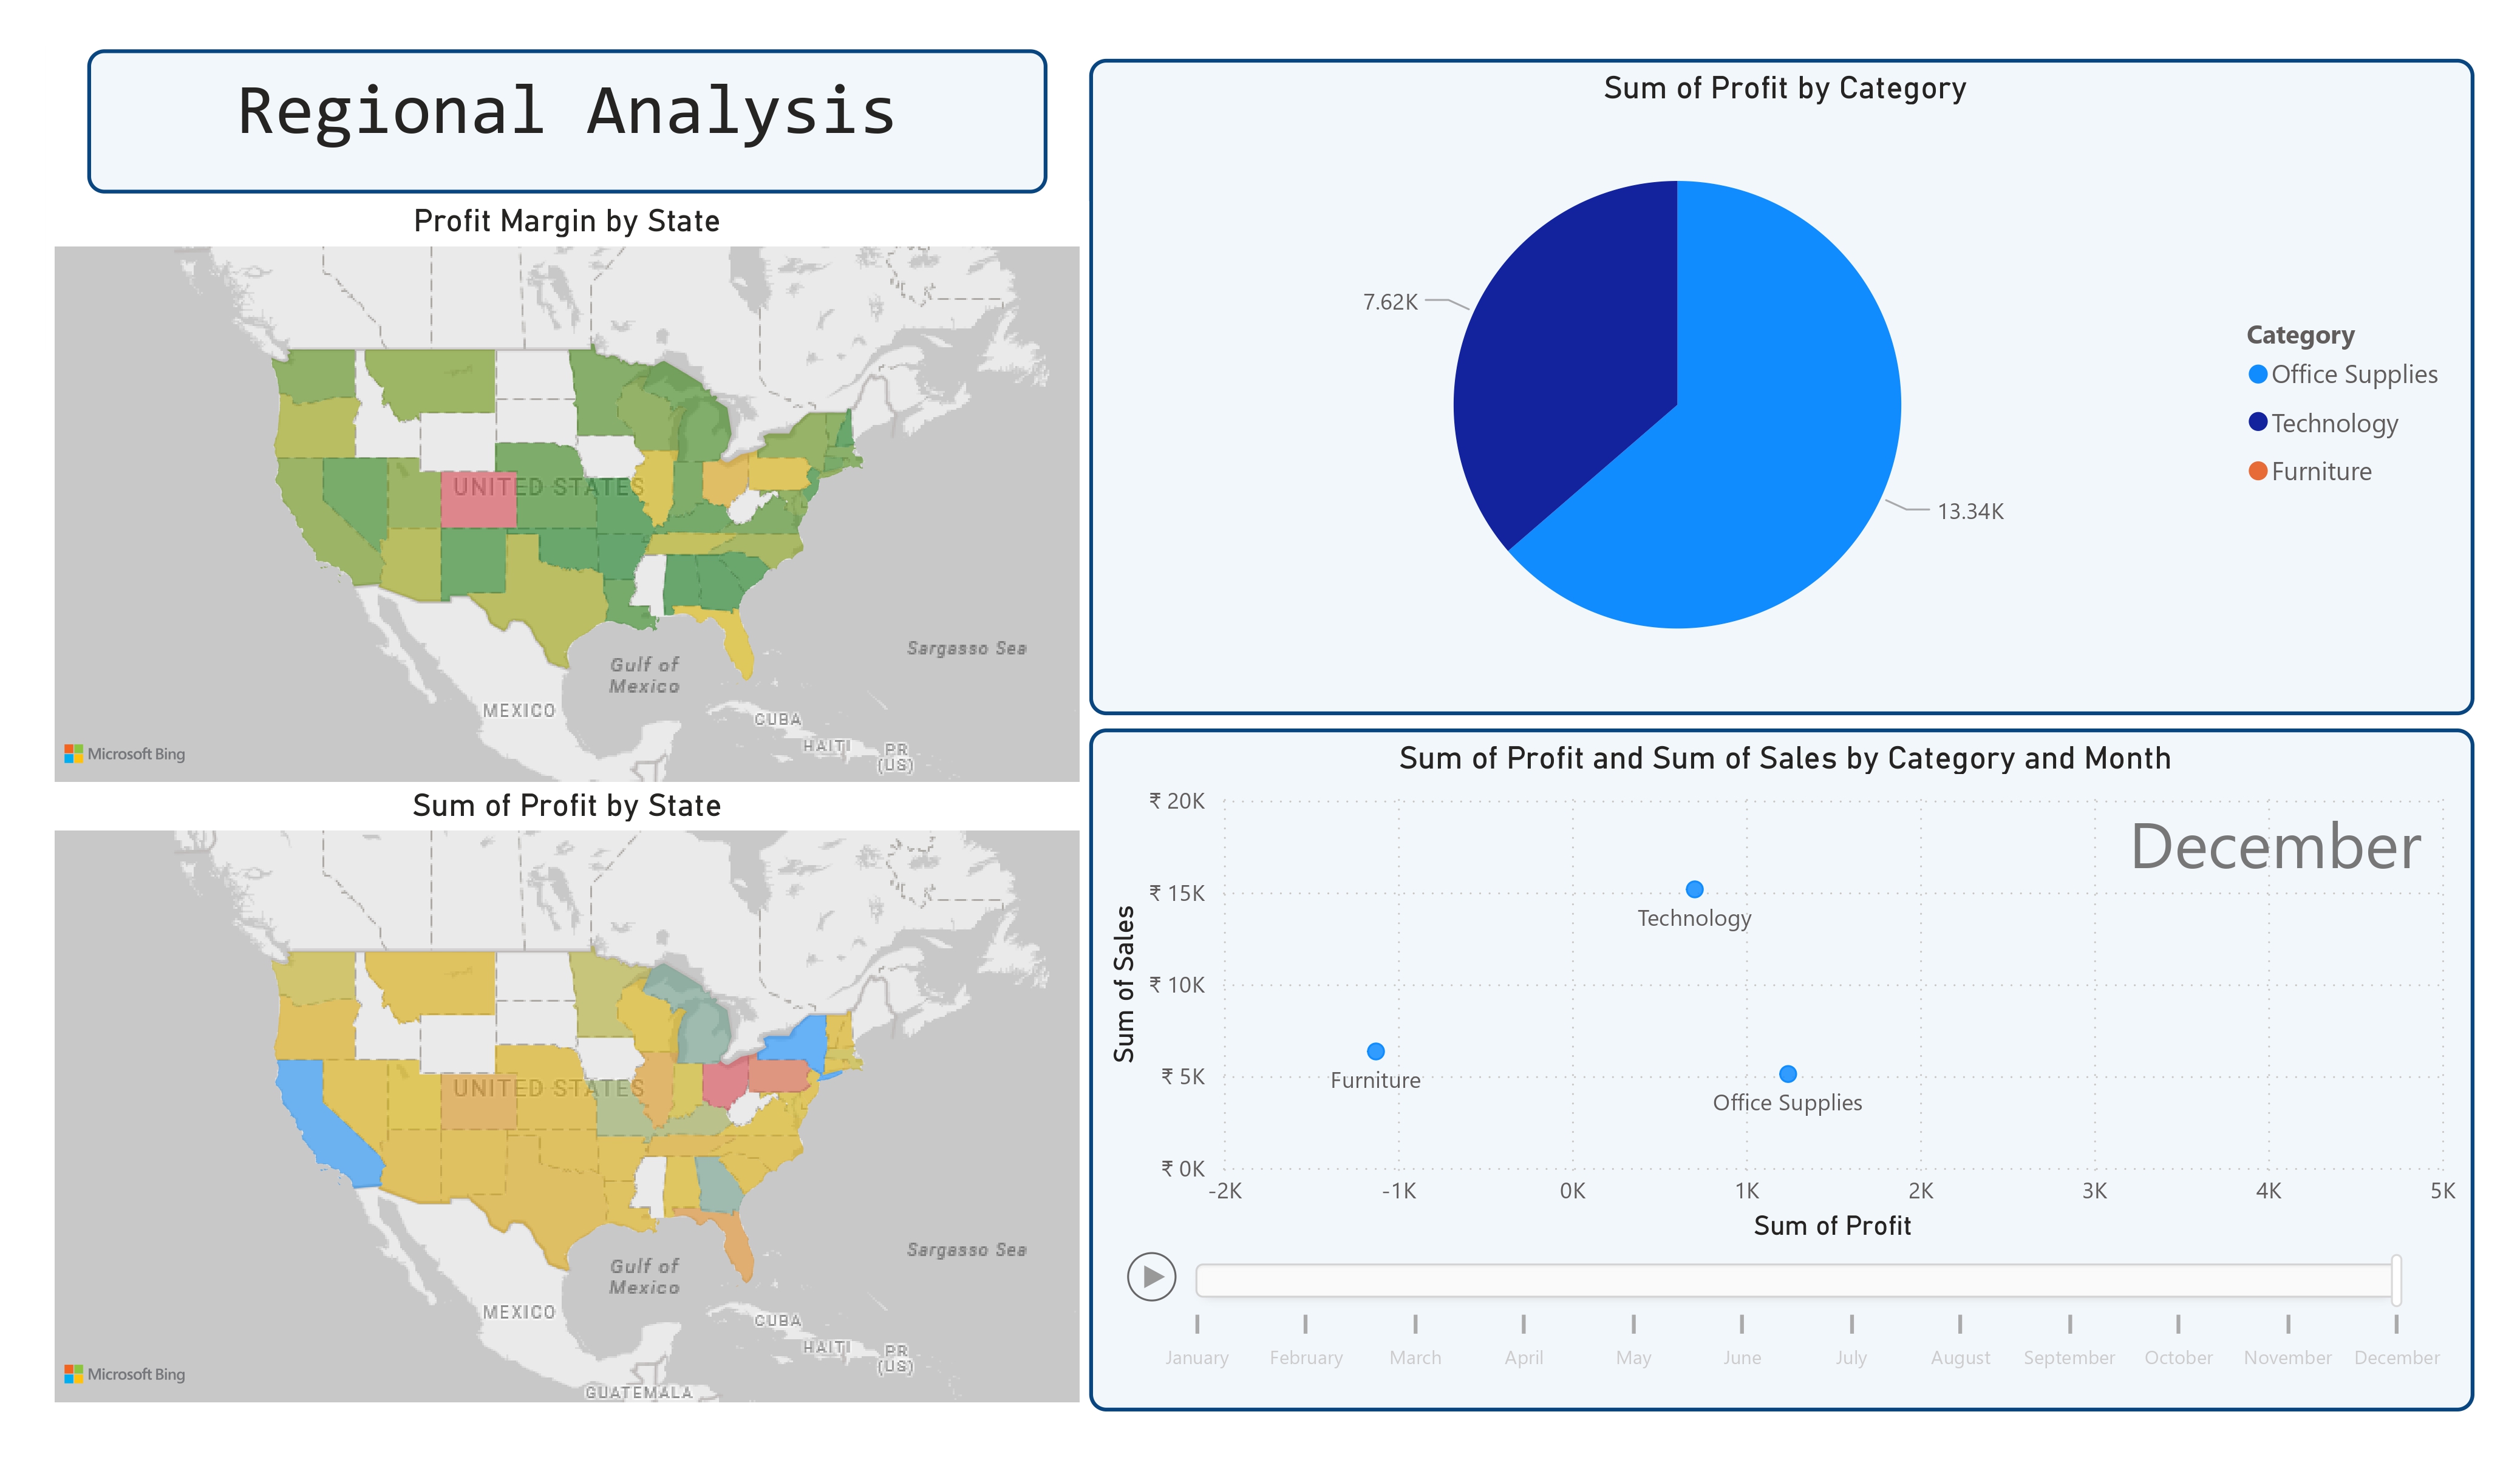 Regional Analysis
Profit Margin by State
UNITED STATES
Gulf of
Mexico
Sargasso Sea
MEXICO
CUBA
HAITI
PR
(US)
Microsoft Bing
Sum of Profit by State
UNITED STATES
Gulf of
Mexico
Sargasso Sea
MEXICO
CUBA
HAITI
PR
(US)
GUATEMALA
Microsoft Bing
Sum of Profit by Category
7.62K
13.34K
Category
Office Supplies
Technology
Furniture
Sum of Profit and Sum of Sales by Category and Month
December
Sum of Sales
₹ 20K
₹ 15K
₹ 10K
₹ 5K
₹ 0K
Technology
Furniture
Office Supplies
-2K -1K 0K 1K 2K 3K 4K 5K
Sum of Profit
January February March April May June July August September October November December